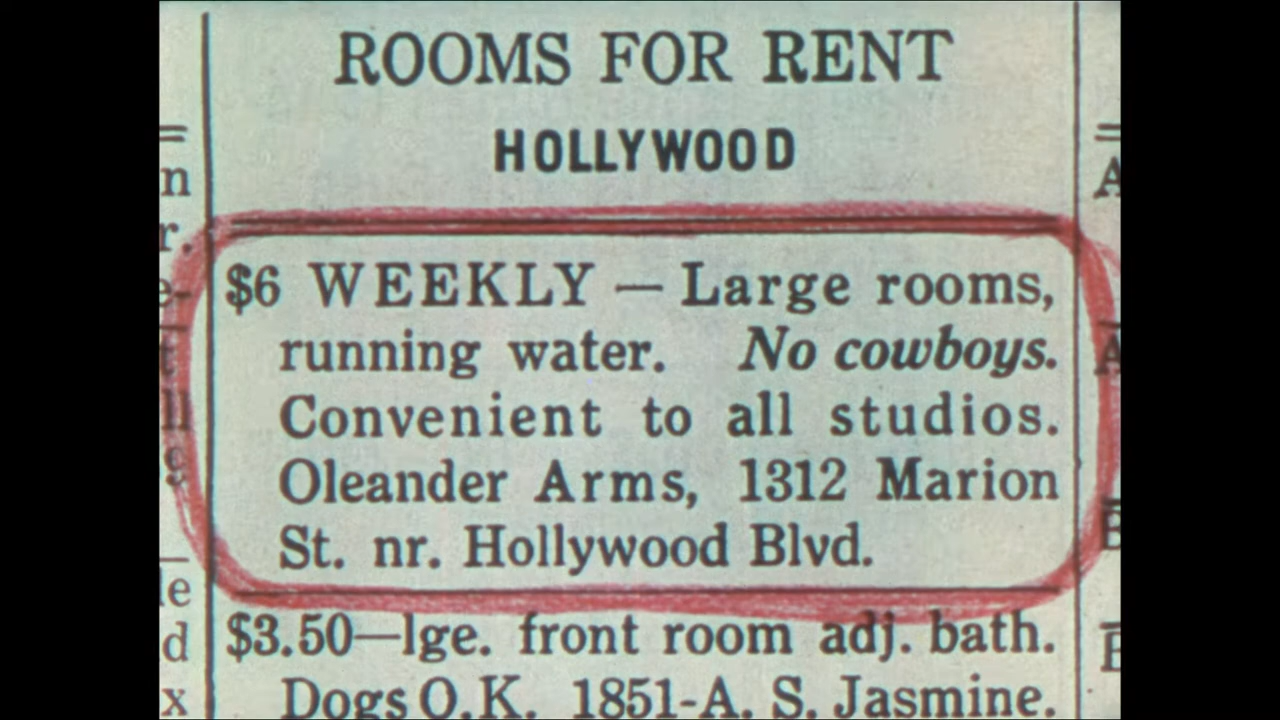 ROOMS FOR RENT
HOLLYWOOD
$6 WEEKLY — Large rooms,
running water. No cowboys.
Convenient to all studios.
Oleander Arms, 1312 Marion
St. nr. Hollywood Blvd.
$3.50—lge. front room adj. bath.
Dogs O.K. 1851-A. S. Jasmine.